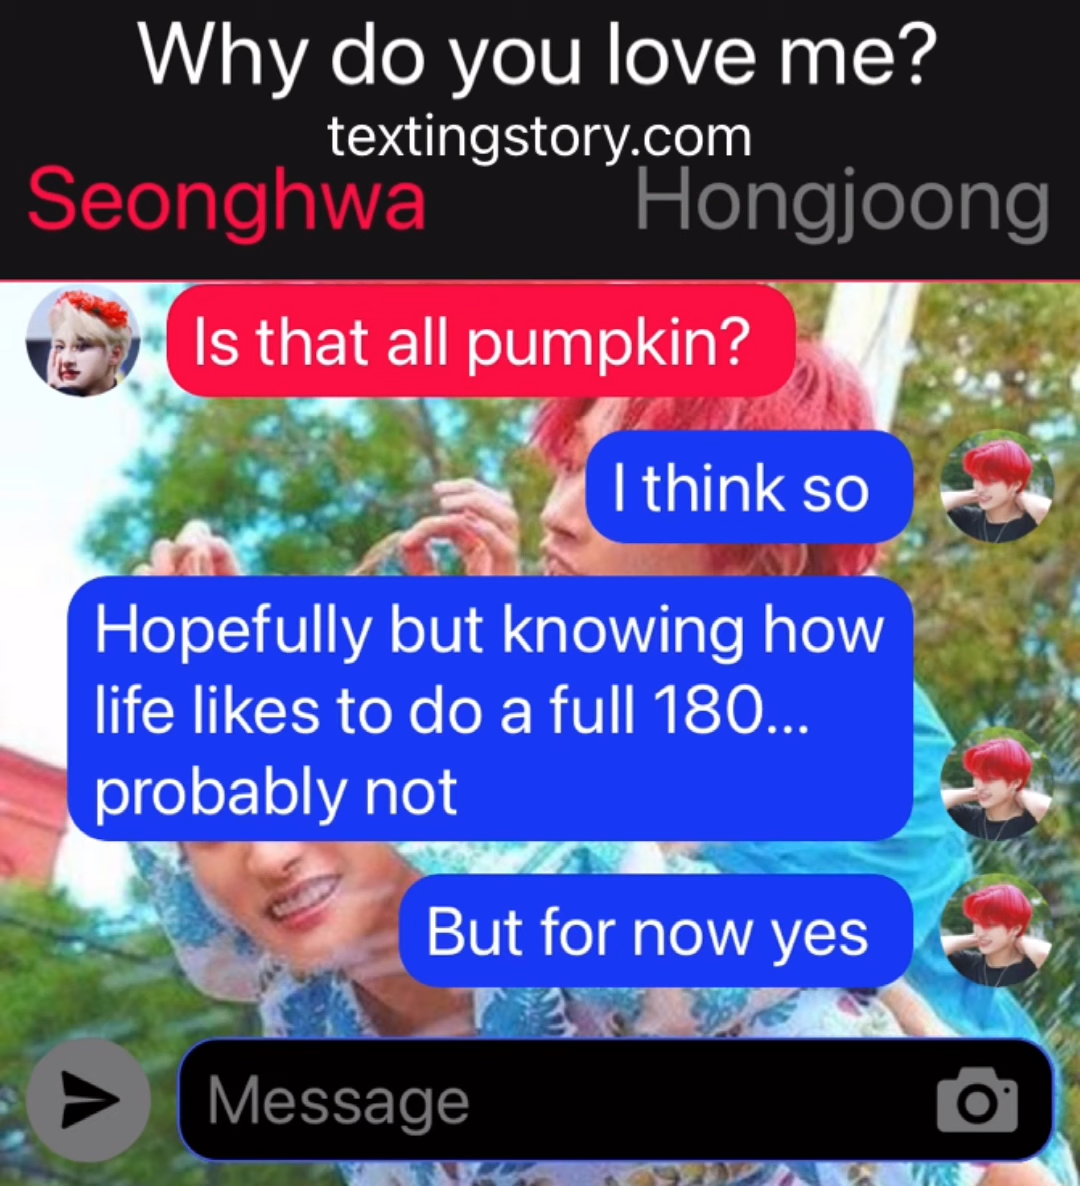 Why do you love me?
textingstory.com
Seonghwa Hongjoong
Is that all pumpkin?
I think so
Hopefully but knowing how
life likes to do a full 180...
probably not
But for now yes
Message